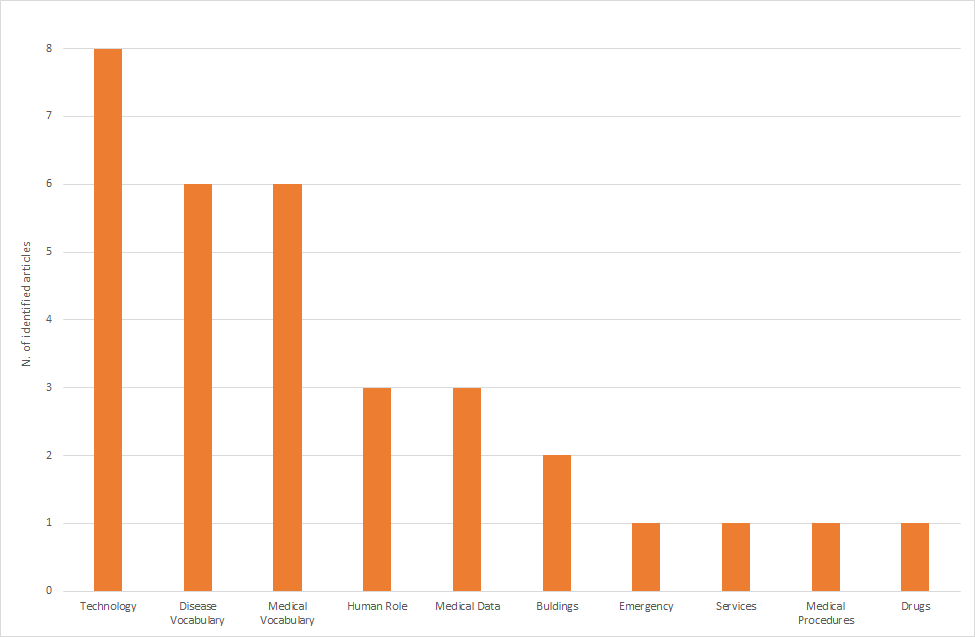 8
7
6
5
4
3
2
1
0
N. of identified articles
Technology
Disease
Vocabulary
Medical
Vocabulary
Human Role
Medical Data
Buldings
Emergency
Services
Medical
Procedures
Drugs